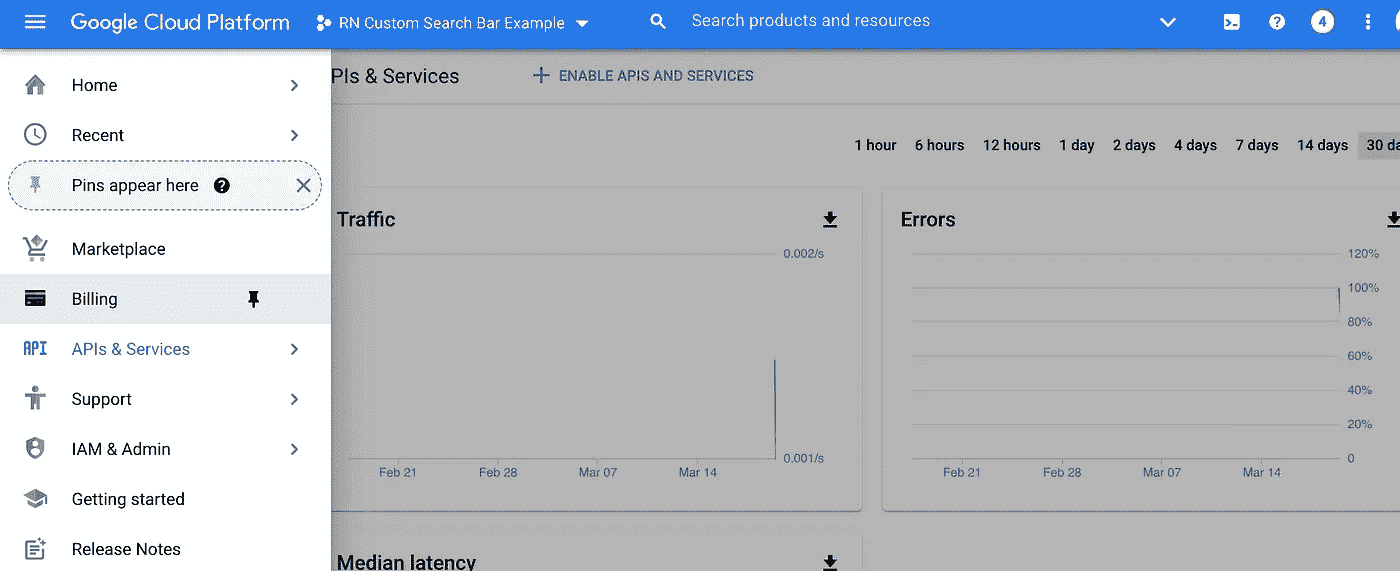 Google Cloud Platform
RN Custom Search Bar Example
Search products and resources
4
Home
Recent
Pins appear here
Marketplace
Billing
API
APIs & Services
Support
IAM & Admin
Getting started
Release Notes
PIs & Services
ENABLE APIS AND SERVICES
1 hour 6 hours 12 hours 1 day 2 days 4 days 7 days 14 days 30 da
Traffic
0.002/s
0.001/s
Feb 21 Feb 28 Mar 07 Mar 14
Errors
120%
100%
80%
60%
40%
20%
0
Feb 21 Feb 28 Mar 07 Mar 14
Median latency